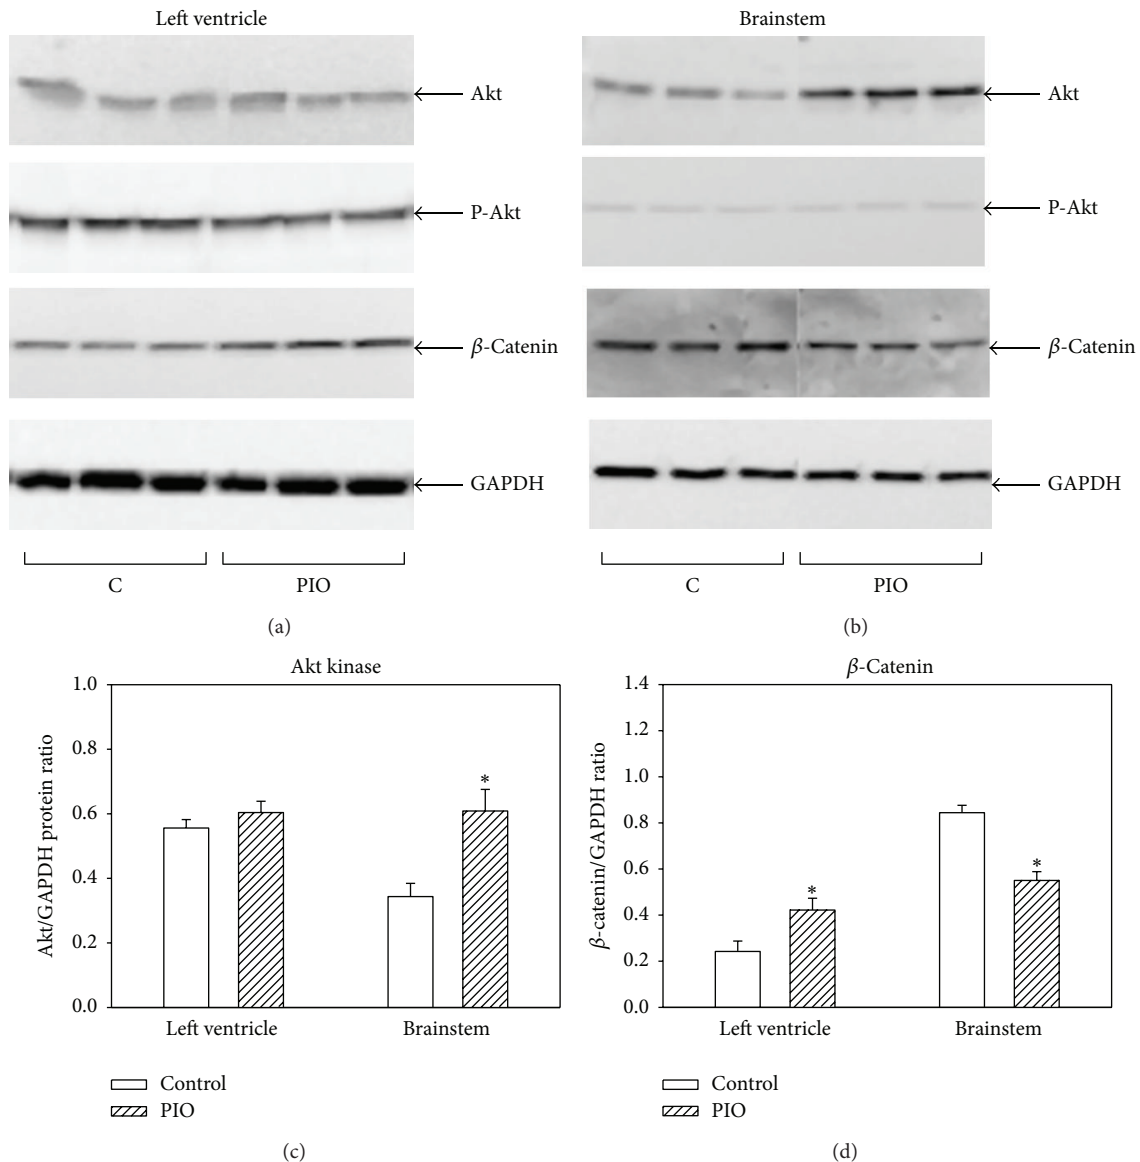 Left ventricle
Akt
P-Akt
β-Catenin
GAPDH
C PIO
(a)
Brainstem
Akt
P-Akt
β-Catenin
GAPDH
C PIO
(b)
Akt kinase
Akt/GAPDH protein ratio
1.0
0.8
0.6
0.4
0.2
0.0
*
Left ventricle Brainstem
Control
PIO
(c)
β-Catenin
β-catenin/GAPDH ratio
1.4
1.2
1.0
0.8
0.6
0.4
0.2
0.0
*
*
Left ventricle Brainstem
Control
PIO
(d)